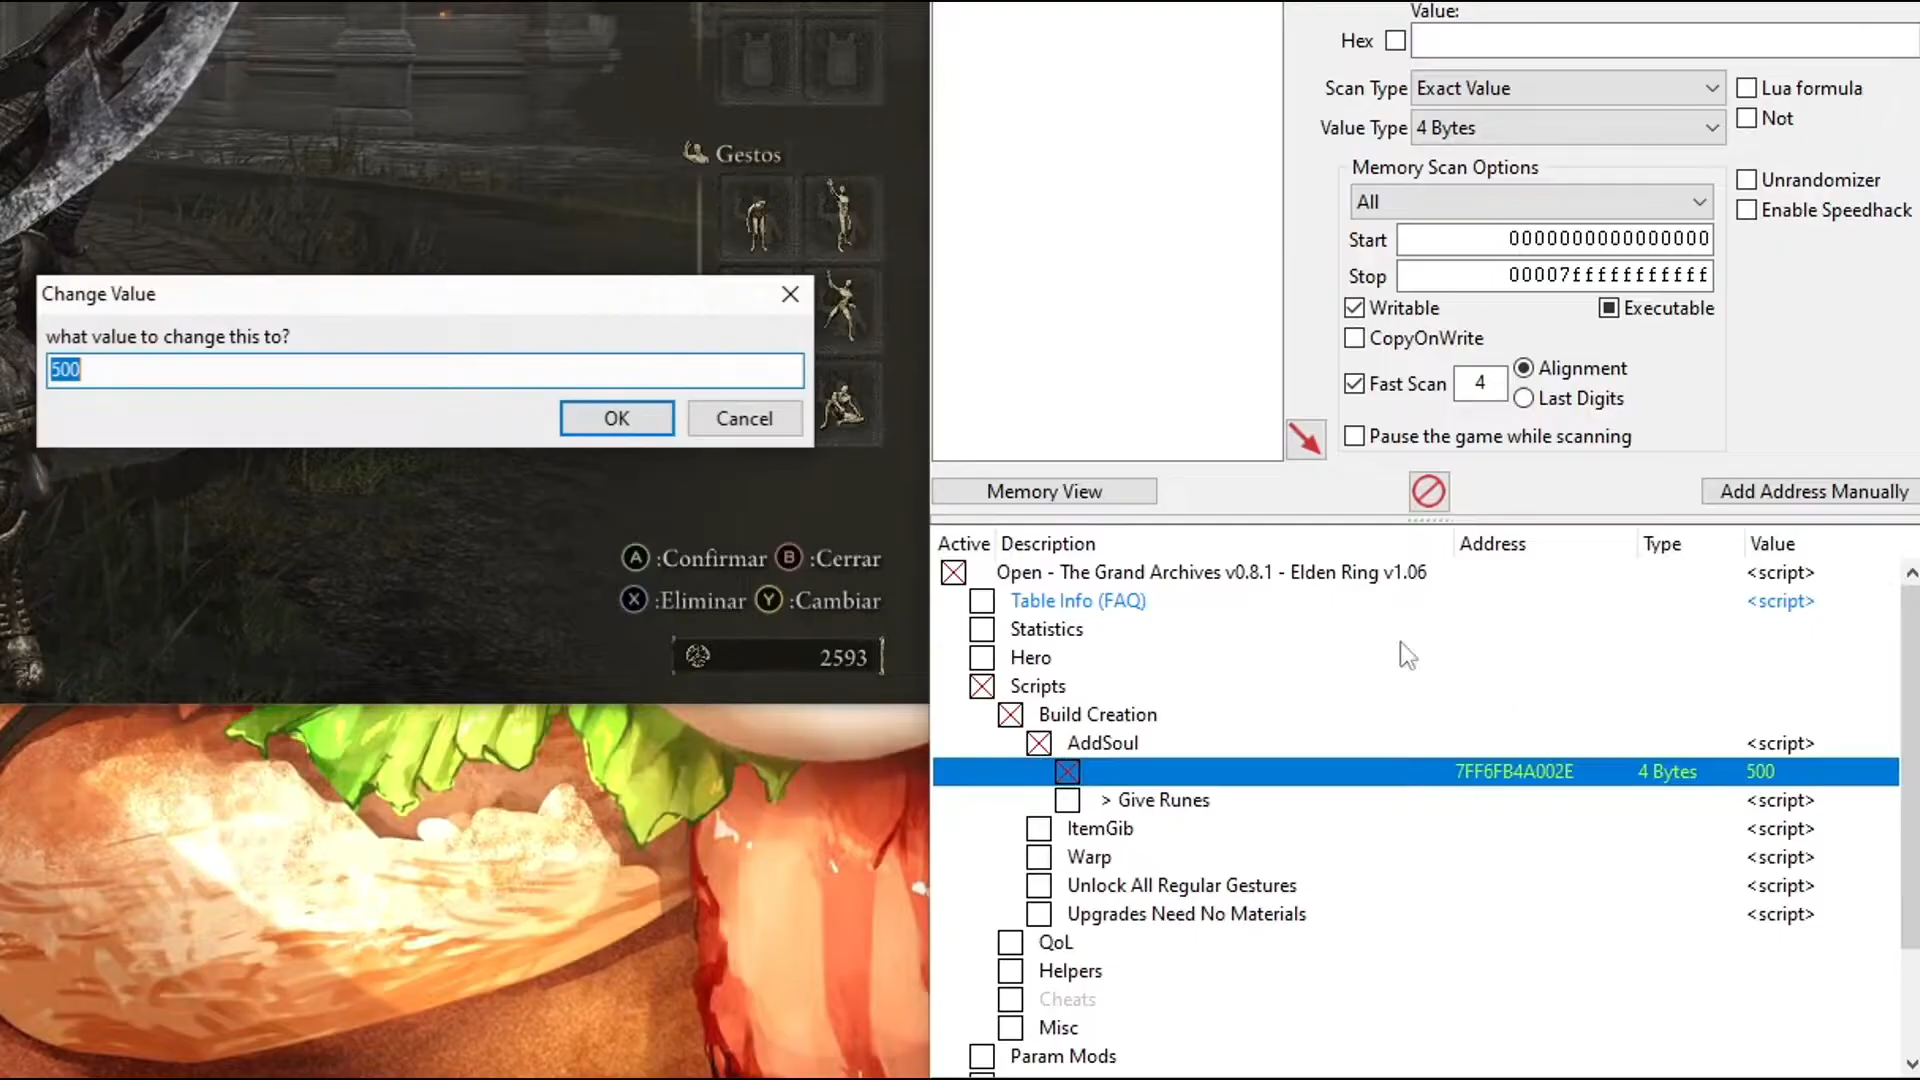 Gestos
Change Value
what value to change this to?
500
OK
Cancel
A :Confirmar B :Cerrar
X :Eliminar Y :Cambiar
2593
Value:
Hex
Scan Type Exact Value
Lua formula
Value Type 4 Bytes
Not
Memory Scan Options
All
Unrandomizer
Enable Speedhack
Start 0000000000000000
Stop 00007fffffffffff
Writable
Executable
CopyOnWrite
Fast Scan 4
Alignment
Last Digits
Pause the game while scanning
Memory View
Add Address Manually
Active Description Address Type Value
Open - The Grand Archives v0.8.1 - Elden Ring v1.06 <script>
Table Info (FAQ) <script>
Statistics
Hero
Scripts
Build Creation
AddSoul <script>
7FF6FB4A002E 4 Bytes 500
> Give Runes <script>
ItemGib <script>
Warp <script>
Unlock All Regular Gestures <script>
Upgrades Need No Materials <script>
QoL
Helpers
Cheats
Misc
Param Mods